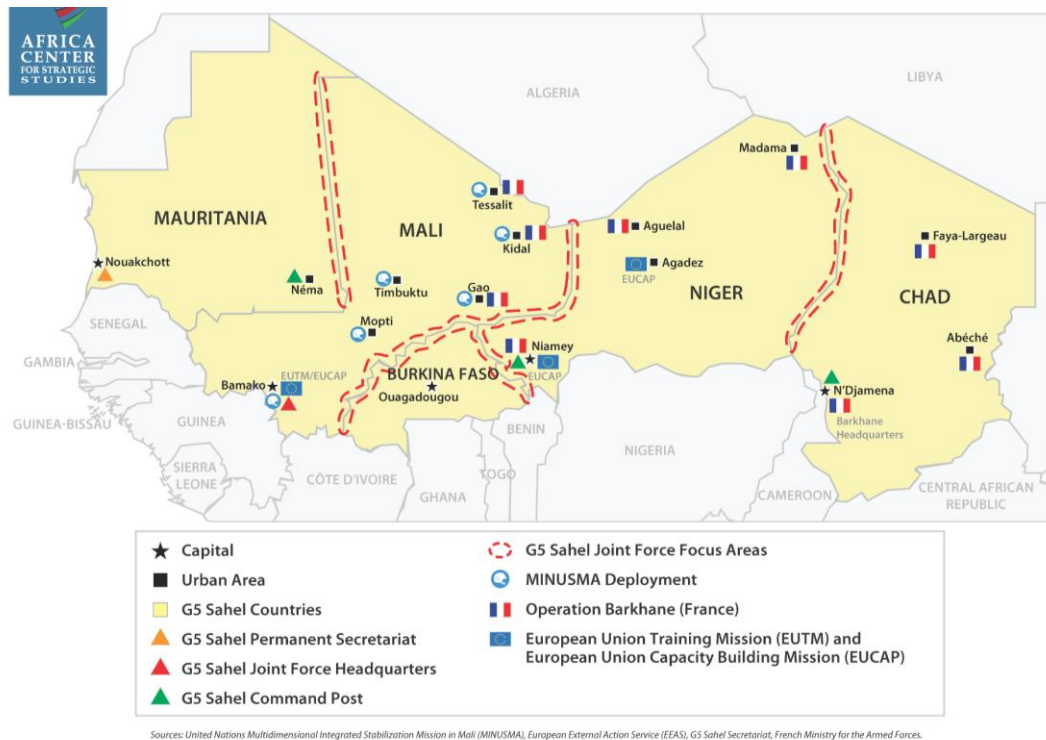 AFRICA
CENTER
FOR STRATEGIC
STUDIES
ALGERIA
LIBYA
Madama
MAURITANIA
MALI
Tessalit
Kidal
Aguelal
Faya-Largeau
Nouakchott
Agadez
EUCAP
NIGER
CHAD
Néma
Timbuktu
Gao
SENEGAL
Mopti
Niamey
Abéché
GAMBIA
EUTM/EUCAP
BURKINA FASO
EUCAP
Bamako
Ouagadougou
N'Djamena
Barkhane
Headquarters
GUINEA-BISSAU
GUINEA
BENIN
NIGERIA
SIERRA
LEONE
CÔTE D'IVOIRE
TOGO
GHANA
CAMEROON
CENTRAL AFRICAN
REPUBLIC
Capital
Urban Area
G5 Sahel Countries
G5 Sahel Permanent Secretariat
G5 Sahel Joint Force Headquarters
G5 Sahel Command Post
G5 Sahel Joint Force Focus Areas
MINUSMA Deployment
Operation Barkhane (France)
European Union Training Mission (EUTM) and
European Union Capacity Building Mission (EUCAP)
Sources: United Nations Multidimensional Integrated Stabilization Mission in Mali (MINUSMA), European External Action Service (EEAS), G5 Sahel Secretariat, French Ministry for the Armed Forces.